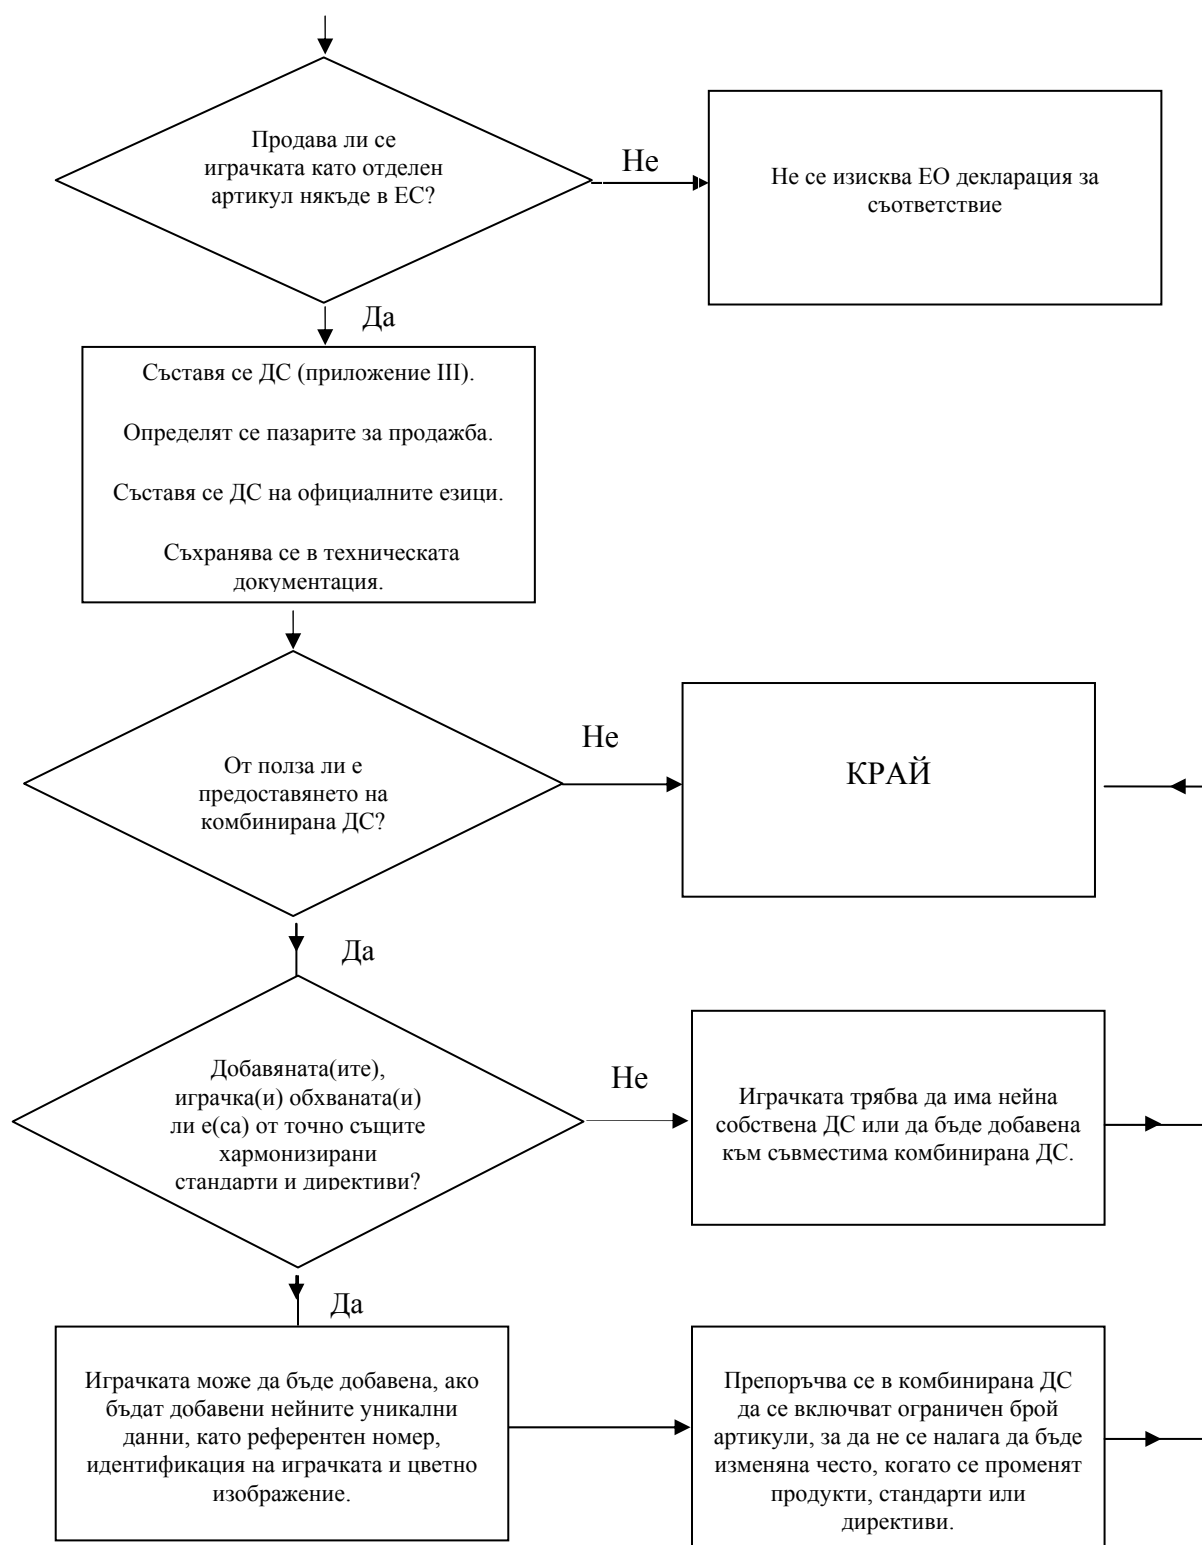 Продава ли се
играчката като отделен
артикул някъде в ЕС?
Не
Не се изисква ЕО декларация за
съответствие
Да
Съставя се ДС (приложение III).
Определят се пазарите за продажба.
Съставя се ДС на официалните езици.
Съхранява се в техническата
документация.
От полза ли е
предоставянето на
комбинирана ДС?
Не
КРАЙ
Да
Добавяната(ите),
играчка(и) обхваната(и)
ли е(са) от точно същите
хармонизирани
стандарти и директиви?
Не
Играчката трябва да има нейна
собствена ДС или да бъде добавена
към съвместима комбинирана ДС.
Да
Играчката може да бъде добавена, ако
бъдат добавени нейните уникални
данни, като референтен номер,
идентификация на играчката и цветно
изображение.
Препоръчва се в комбинирана ДС
да се включват ограничен брой
артикули, за да не се налага да бъде
изменяна често, когато се променят
продукти, стандарти или
директиви.